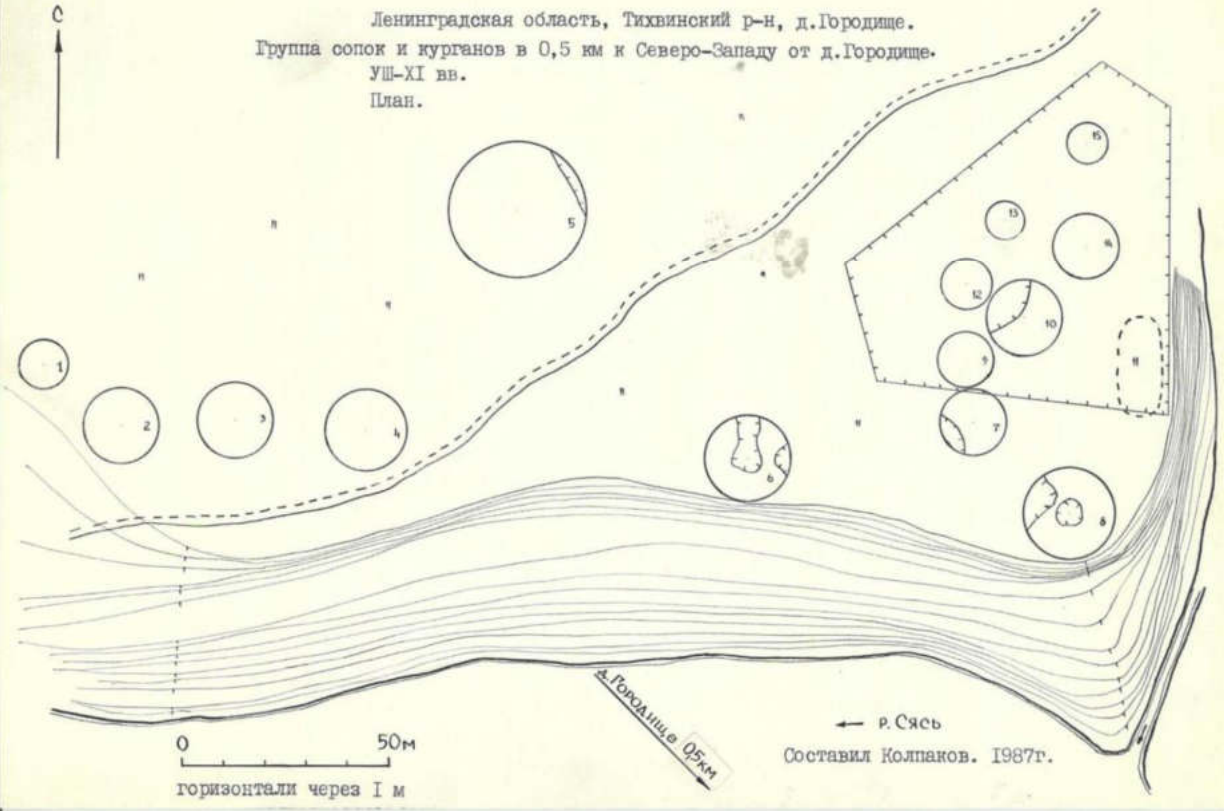 С
Ленинградская область, Тихвинский р-н, д.Городище.
Группа сопок и курганов в 0,5 км к Северо-Западу от д.Городище.
УШ-XI вв.
План.
15
5
13
14
12
10
1
9
11
2
3
4
7
6
8
д. Городище 0,5км
← р. Сясь
0 50м
Составил Колпаков. 1987г.
горизонтали через I м